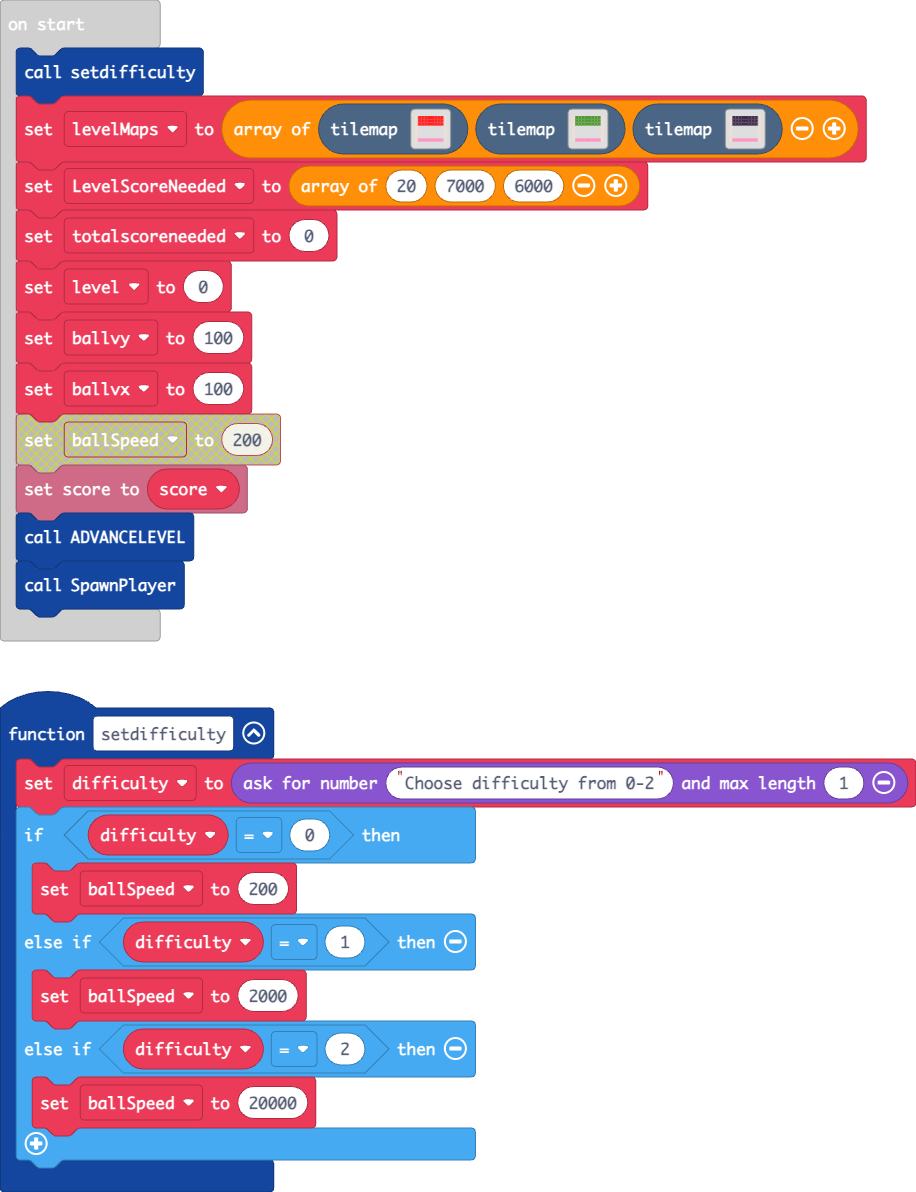 on start
call setdifficulty
set levelMaps to array of tilemap tilemap tilemap
set LevelScoreNeeded to array of 20 7000 6000
set totalscoreneeded to 0
set level to 0
set ballvy to 100
set ballvx to 100
set ballSpeed to 200
set score to score
call ADVANCELEVEL
call SpawnPlayer
function setdifficulty
set difficulty to ask for number "Choose difficulty from 0-2" and max length 1
if difficulty = 0 then
set ballSpeed to 200
else if difficulty = 1 then
set ballSpeed to 2000
else if difficulty = 2 then
set ballSpeed to 20000